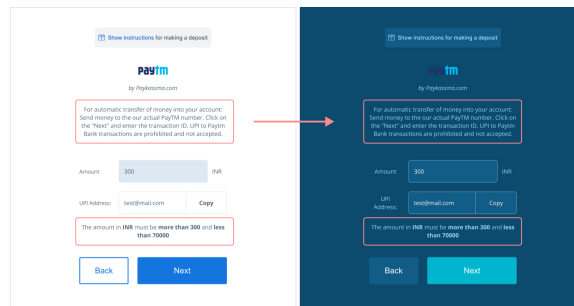 Show instructions for making a deposit
paytm
by Paykassma.com
For automatic transfer of money into your account:
Send money to the our actual PayTM number. Click on
the "Next" and enter the transaction ID. UPI to Paytm
Bank transactions are prohibited and not accepted.
Amount 300 INR
UPI Address: test@mail.com Copy
The amount in INR must be more than 300 and less
than 70000
Back Next
Show instructions for making a deposit
paytm
by Paykassma.com
For automatic transfer of money into your account:
Send money to the our actual PayTM number. Click on
the "Next" and enter the transaction ID. UPI to Paytm
Bank transactions are prohibited and not accepted.
Amount 300 INR
UPI
Address: test@mail.com Copy
The amount in INR must be more than 300 and less
than 70000
Back Next